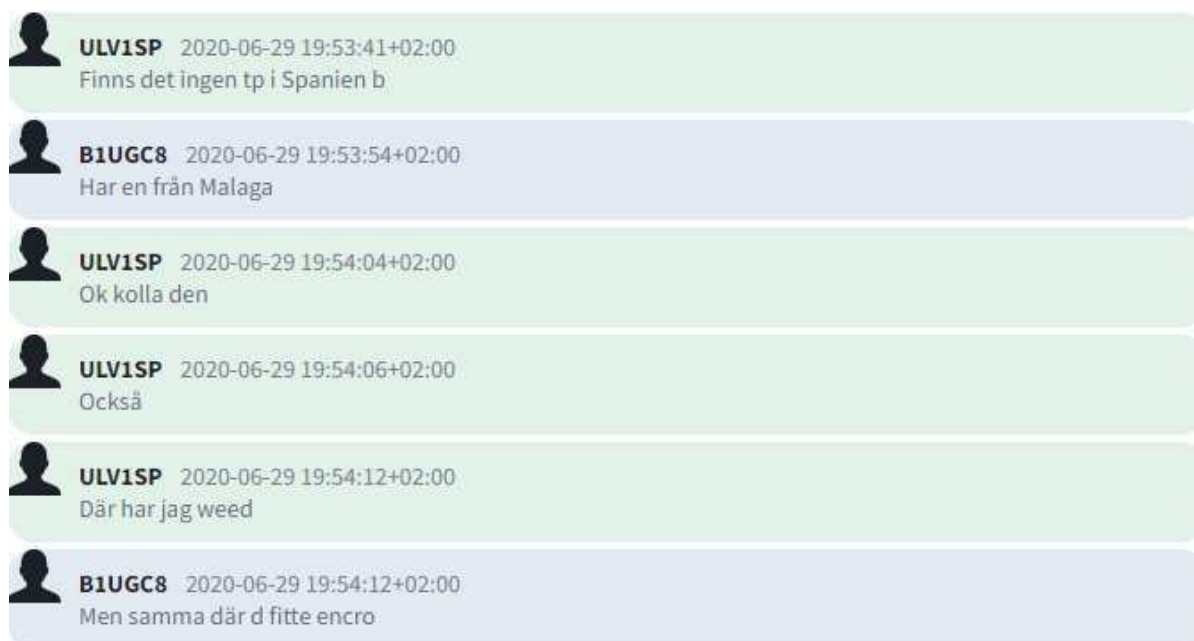 ULV1SP 2020-06-29 19:53:41+02:00
Finns det ingen tp i Spanien b
B1UGC8 2020-06-29 19:53:54+02:00
Har en från Malaga
ULV1SP 2020-06-29 19:54:04+02:00
Ok kolla den
ULV1SP 2020-06-29 19:54:06+02:00
Också
ULV1SP 2020-06-29 19:54:12+02:00
Där har jag weed
B1UGC8 2020-06-29 19:54:12+02:00
Men samma där d fitte encro